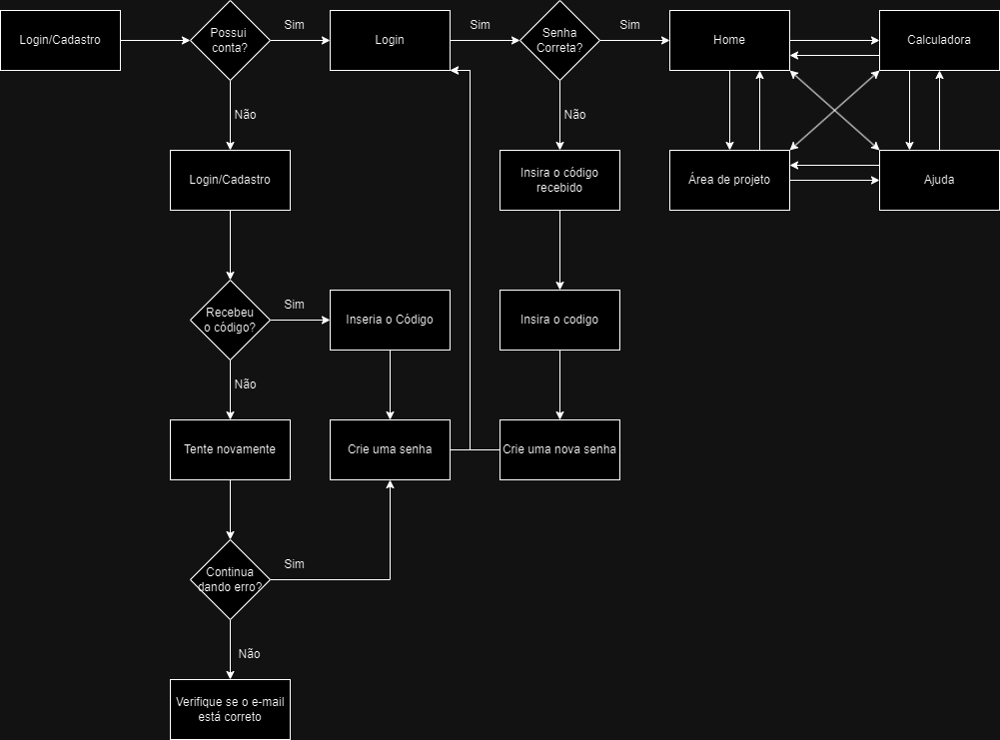 Login/Cadastro
Possui
conta?
Sim
Login
Sim
Senha
Correta?
Sim
Home
Calculadora
Não
Não
Login/Cadastro
Insira o código
recebido
Área de projeto
Ajuda
Recebeu
o código?
Sim
Inseria o Código
Insira o codigo
Não
Tente novamente
Crie uma senha
Crie uma nova senha
Continua
dando erro?
Sim
Não
Verifique se o e-mail
está correto